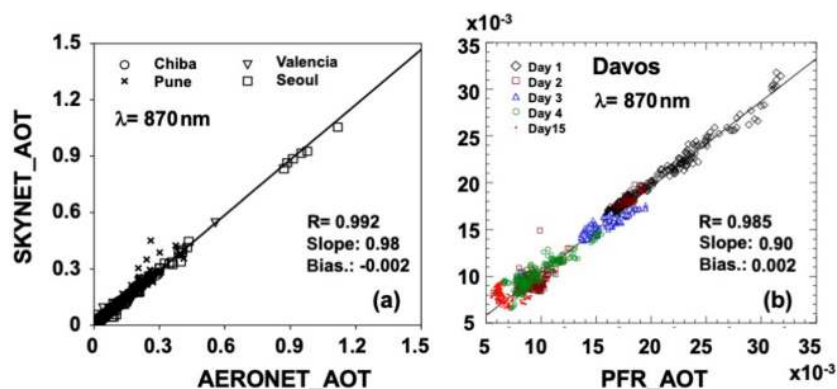 x10⁻³
1.5
1.2
0.9
0.6
0.3
0
SKYNET_AOT
○ Chiba
× Pune
▽ Valencia
□ Seoul
λ= 870 nm
R= 0.992
Slope: 0.98
Bias.: -0.002
(a)
0 0.3 0.6 0.9 1.2 1.5
AERONET_AOT
35
30
25
20
15
10
5
Day 1
Day 2
Day 3
Day 4
Day15
Davos
λ= 870 nm
R= 0.985
Slope: 0.90
Bias.: 0.002
(b)
5 15 25 35
PFR_AOT
x10⁻³